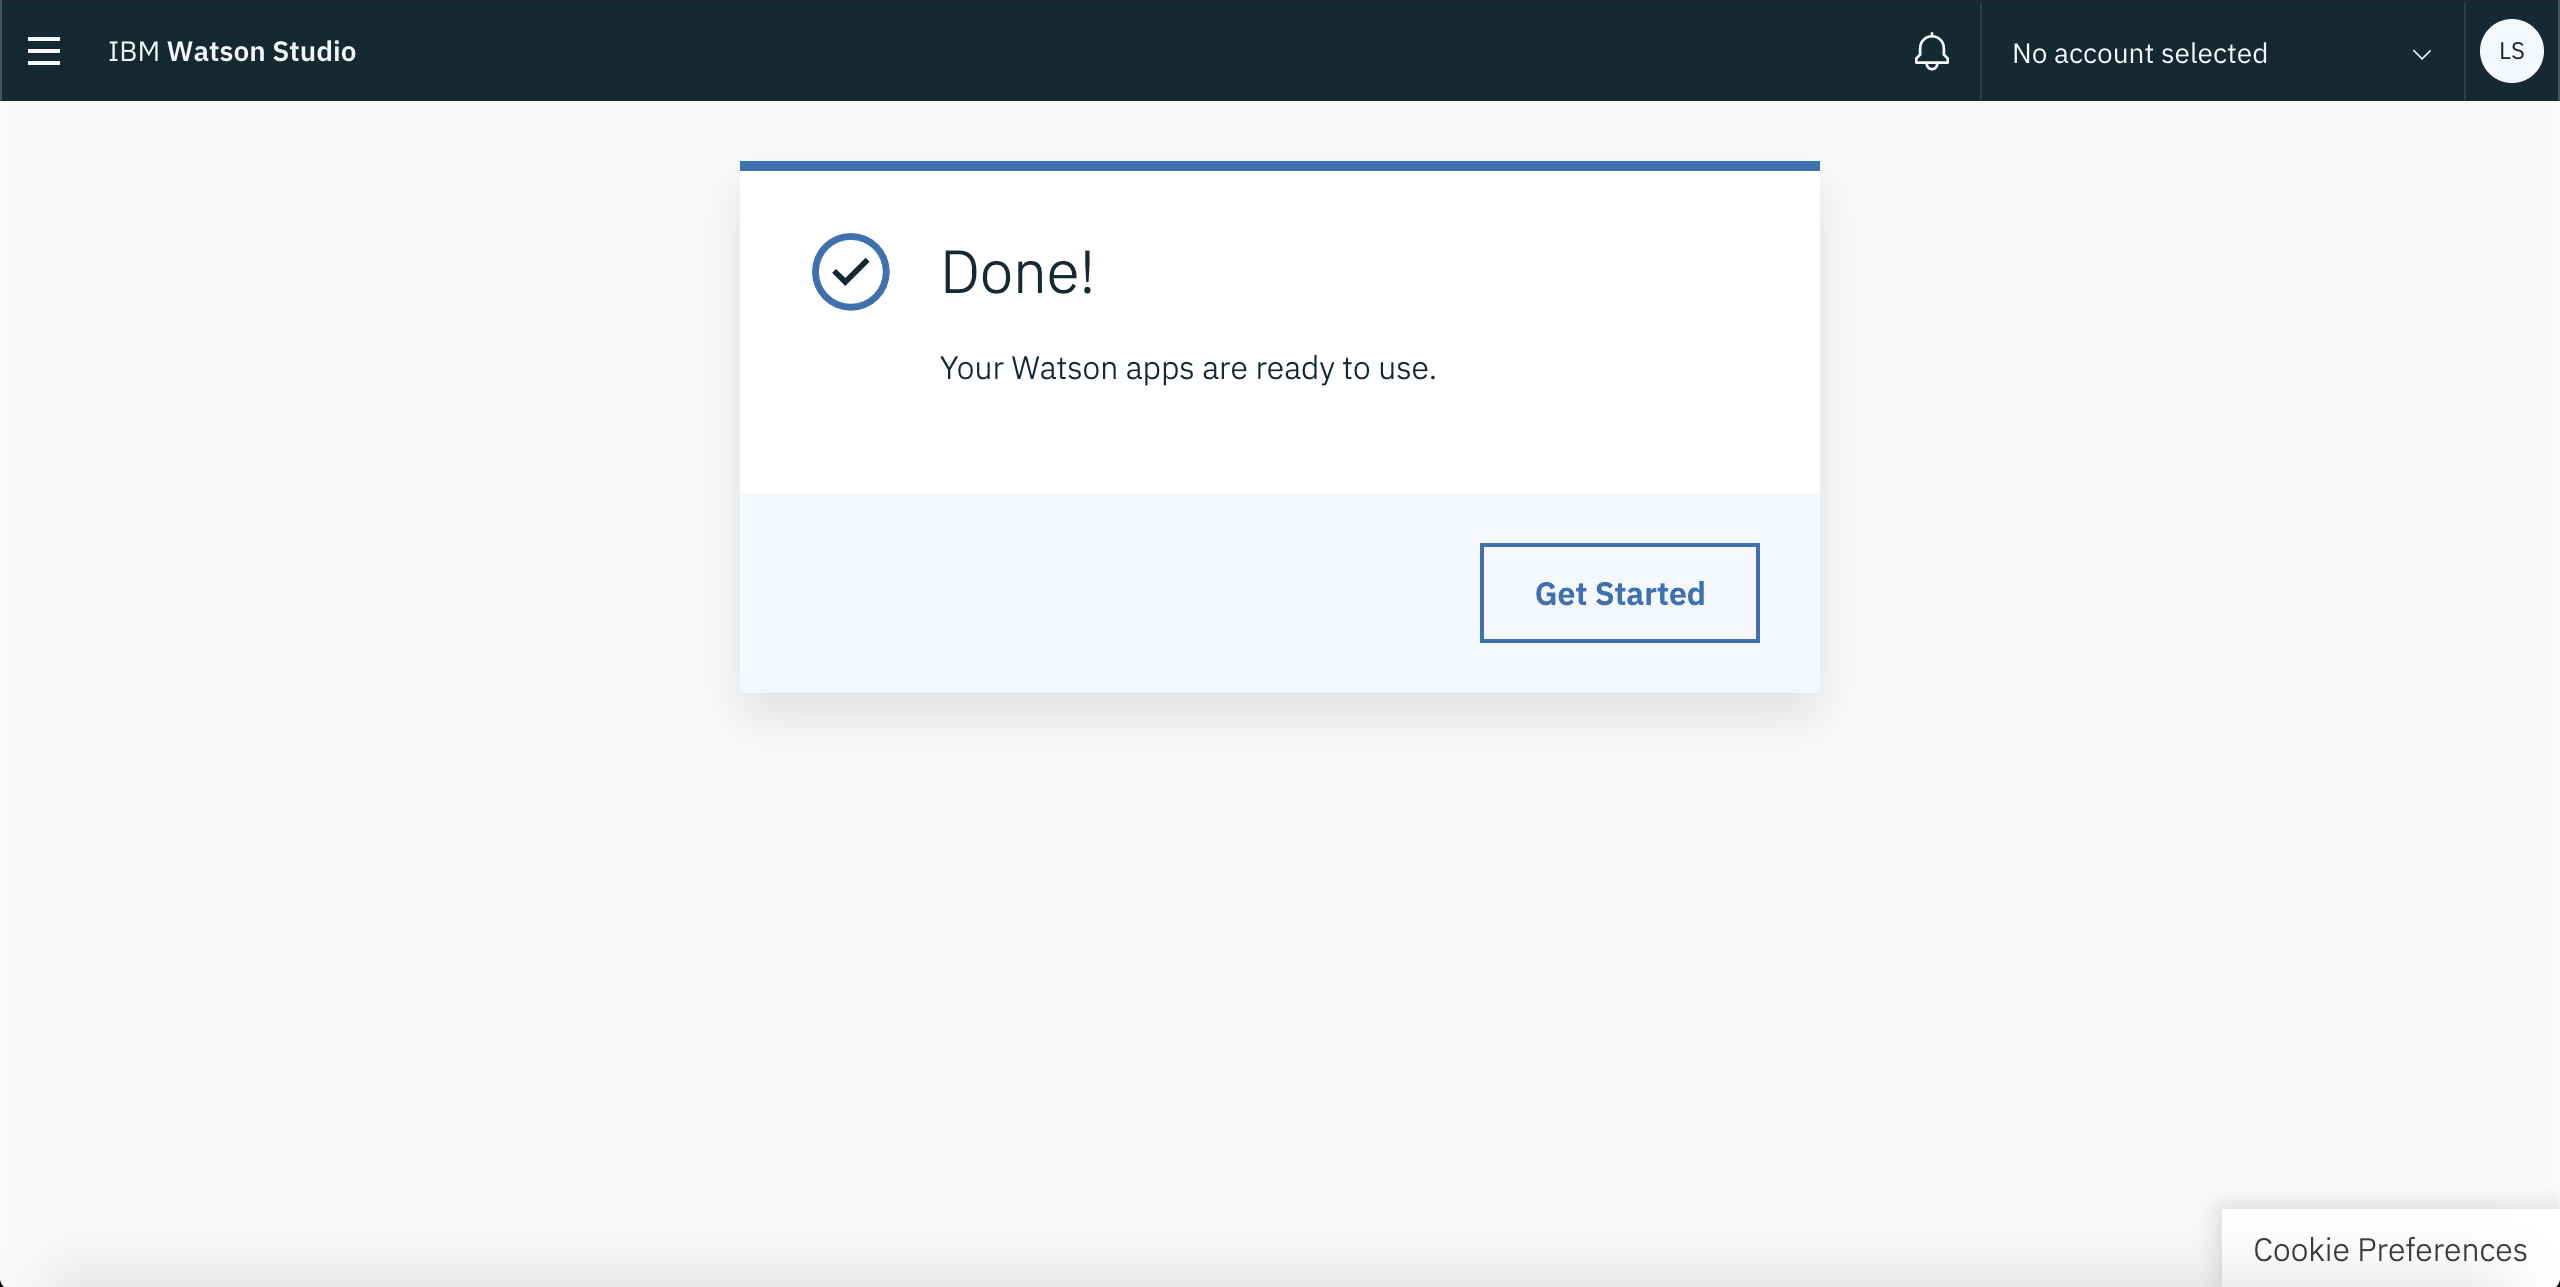 IBM Watson Studio
No account selected
LS
Done!
Your Watson apps are ready to use.
Get Started
Cookie Preferences